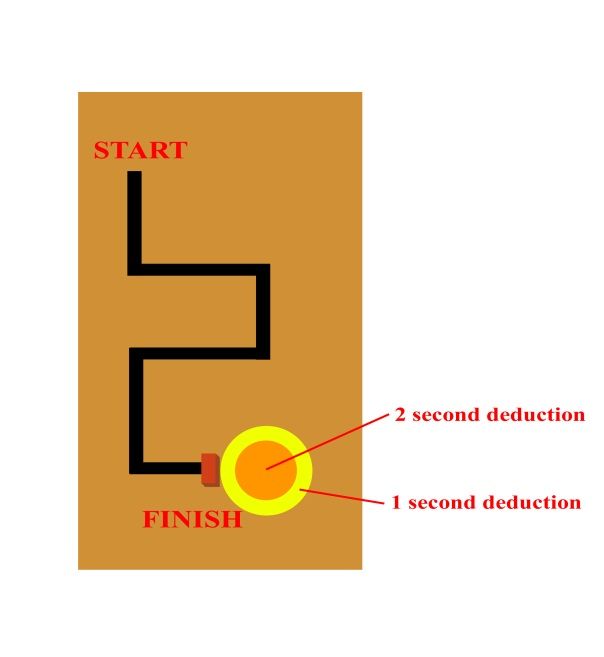 START
2 second deduction
1 second deduction
FINISH